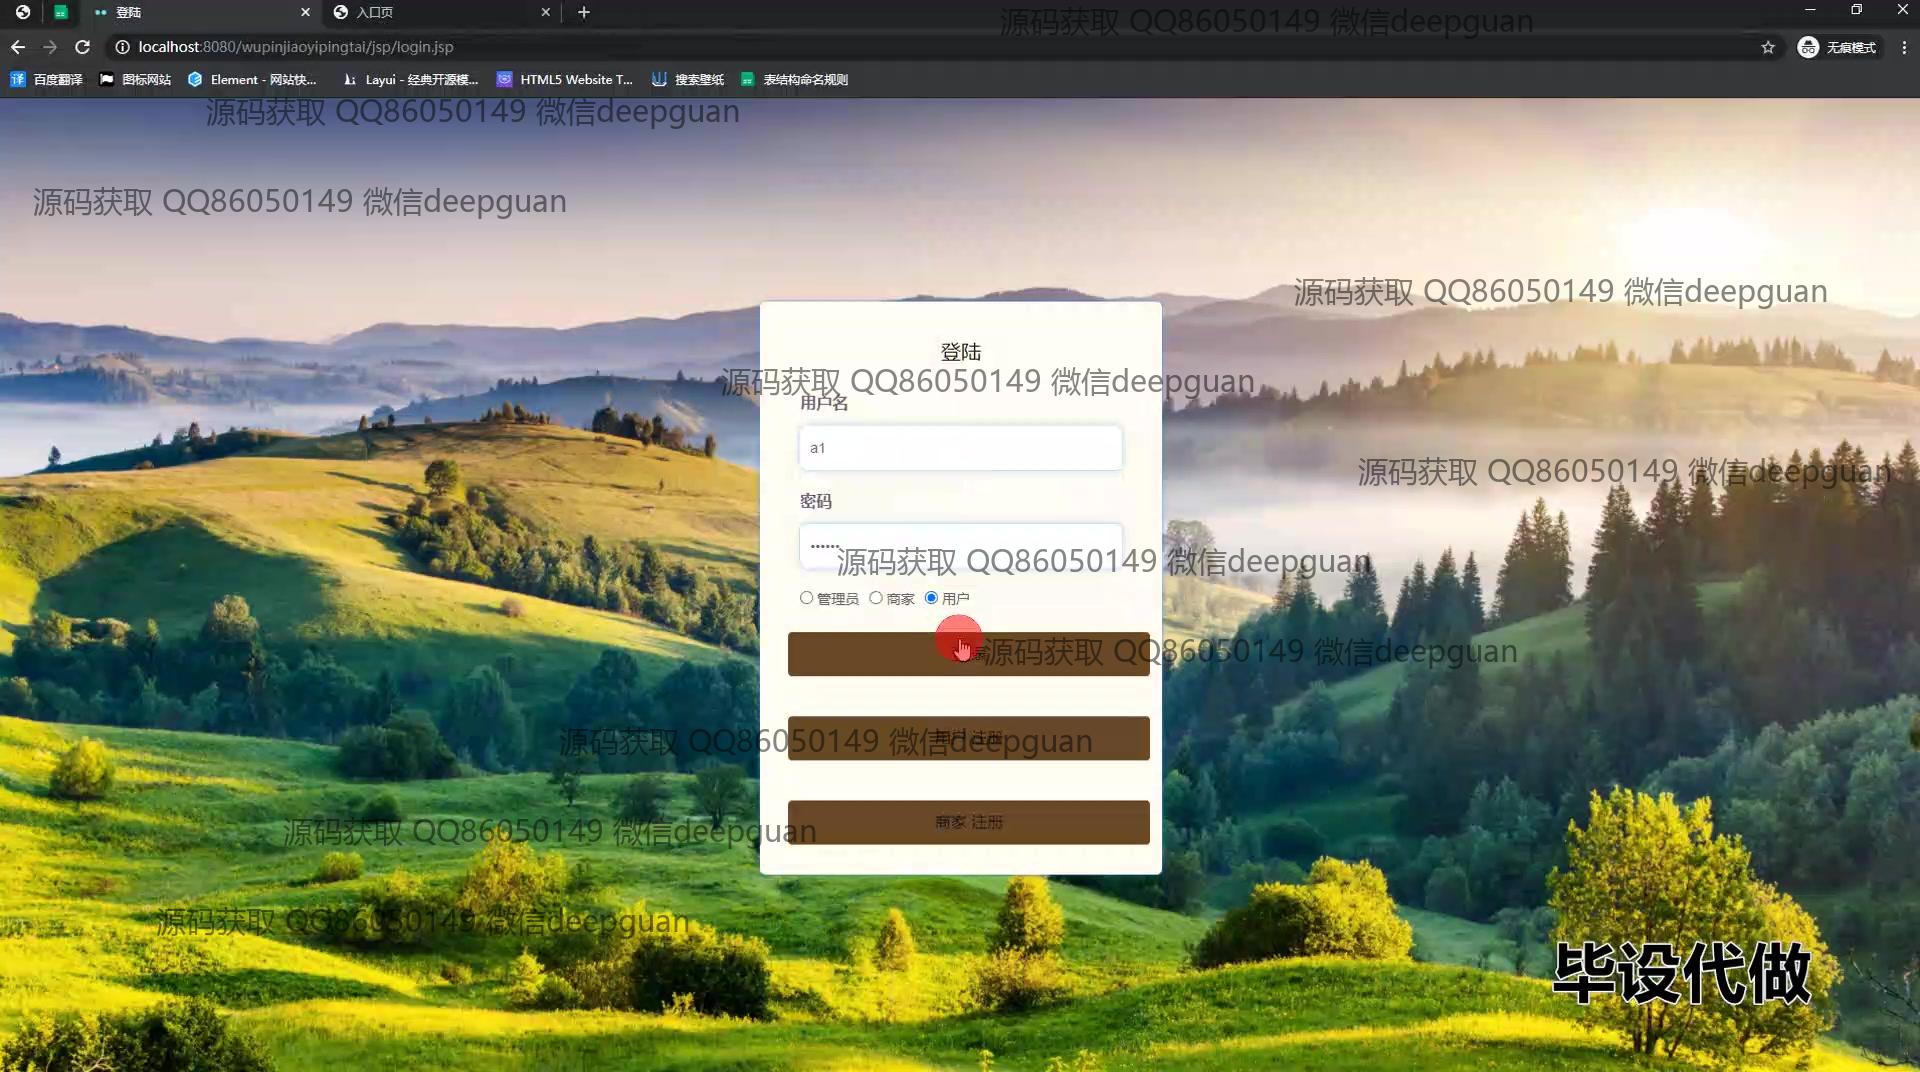 登陆
入口页
localhost:8080/wupinjiaoyipingtai/jsp/login.jsp
无痕模式
百度翻译
图标网站
Element - 网站快...
Layui - 经典开源模...
HTML5 Website T...
搜索壁纸
表结构命名规则
源码获取 QQ86050149 微信deepguan
源码获取 QQ86050149 微信deepguan
源码获取 QQ86050149 微信deepguan
源码获取 QQ86050149 微信deepguan
登陆
源码获取 QQ86050149 微信deepguan
用户名
a1
源码获取 QQ86050149 微信deepguan
密码
••••••
源码获取 QQ86050149 微信deepguan
管理员
商家
用户
源码获取 QQ86050149 微信deepguan
源码获取 QQ86050149 微信deepguan
用户 注册
商家 注册
源码获取 QQ86050149 微信deepguan
源码获取 QQ86050149 微信deepguan
毕设代做